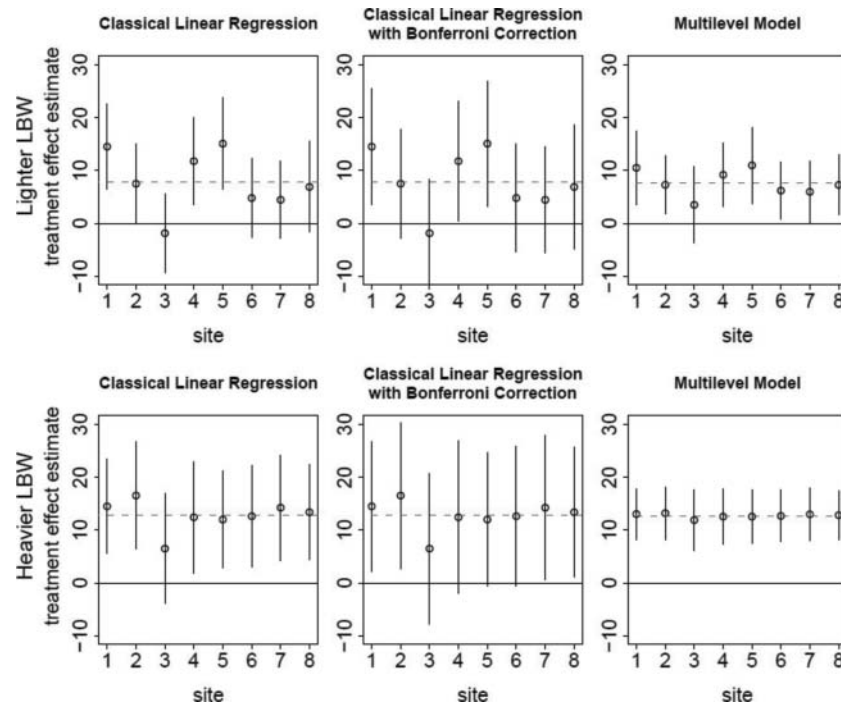 Classical Linear Regression
Classical Linear Regression
with Bonferroni Correction
Multilevel Model
Lighter LBW
treatment effect estimate
30
20
10
0
−10
1 2 3 4 5 6 7 8
site
30
20
10
0
−10
1 2 3 4 5 6 7 8
site
30
20
10
0
−10
1 2 3 4 5 6 7 8
site
Classical Linear Regression
Classical Linear Regression
with Bonferroni Correction
Multilevel Model
Heavier LBW
treatment effect estimate
30
20
10
0
−10
1 2 3 4 5 6 7 8
site
30
20
10
0
−10
1 2 3 4 5 6 7 8
site
30
20
10
0
−10
1 2 3 4 5 6 7 8
site